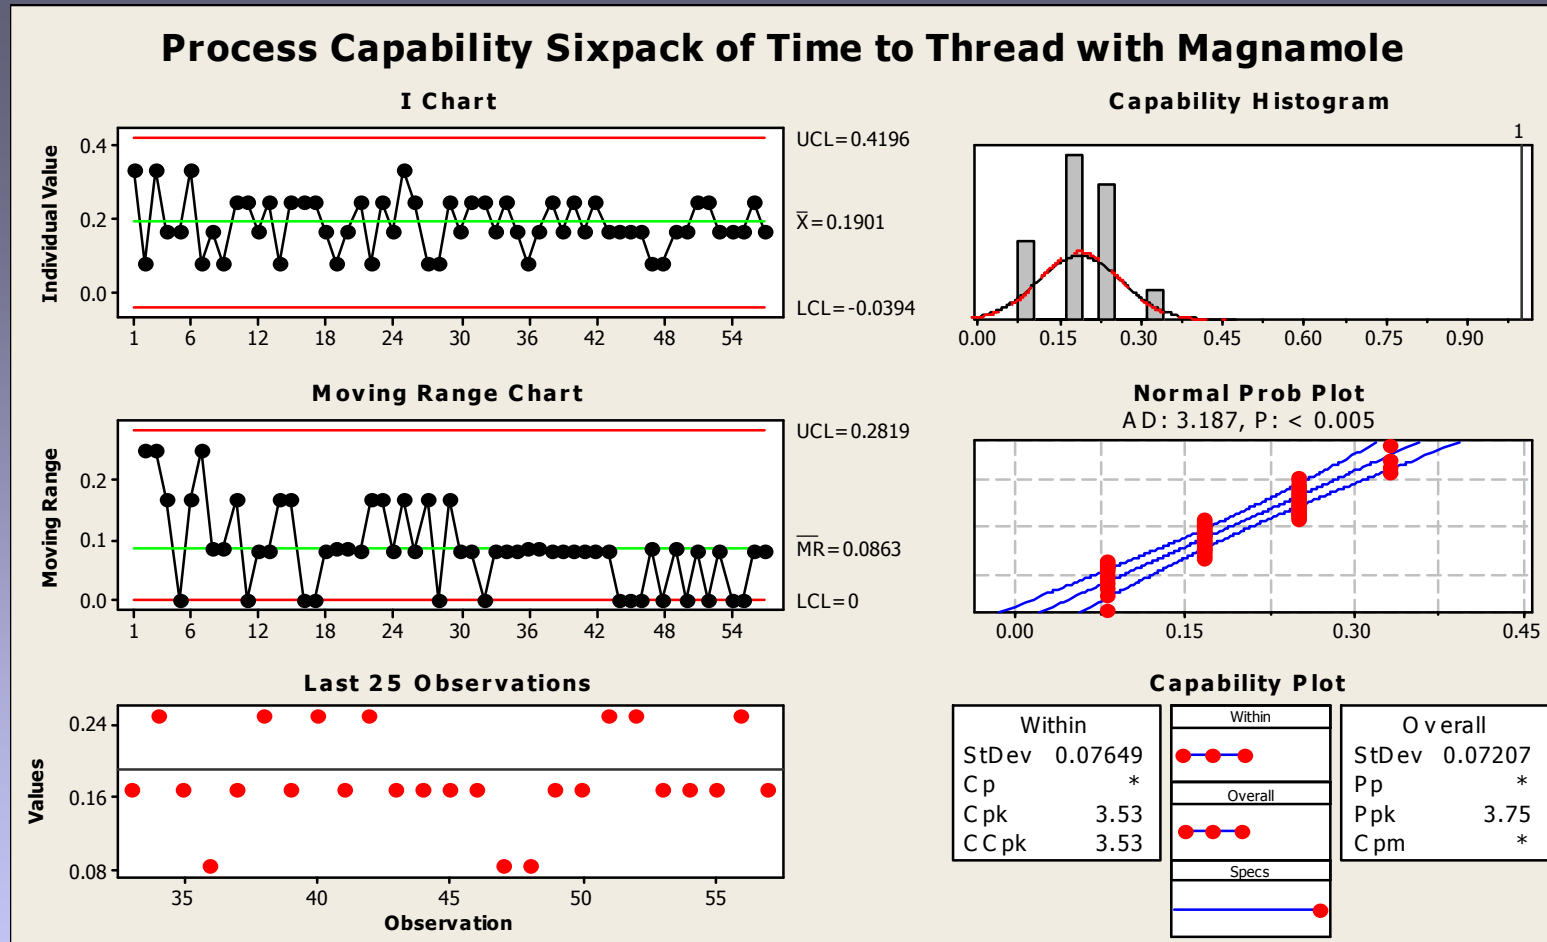 Process Capability Sixpack of Time to Thread with Magnamole
I Chart
Individual Value
0.4
0.2
0.0
UCL=0.4196
X̅=0.1901
LCL=-0.0394
1 6 12 18 24 30 36 42 48 54
Capability Histogram
1
0.00 0.15 0.30 0.45 0.60 0.75 0.90
Moving Range Chart
Moving Range
0.2
0.1
0.0
UCL=0.2819
M̅R̅=0.0863
LCL=0
1 6 12 18 24 30 36 42 48 54
Normal Prob Plot
AD: 3.187, P: < 0.005
0.00 0.15 0.30 0.45
Last 25 Observations
Values
0.24
0.16
0.08
35 40 45 50 55
Observation
Capability Plot
Within
StDev 0.07649
Cp *
Cpk 3.53
CCpk 3.53
Within
Overall
Specs
Overall
StDev 0.07207
Pp *
Ppk 3.75
Cpm *